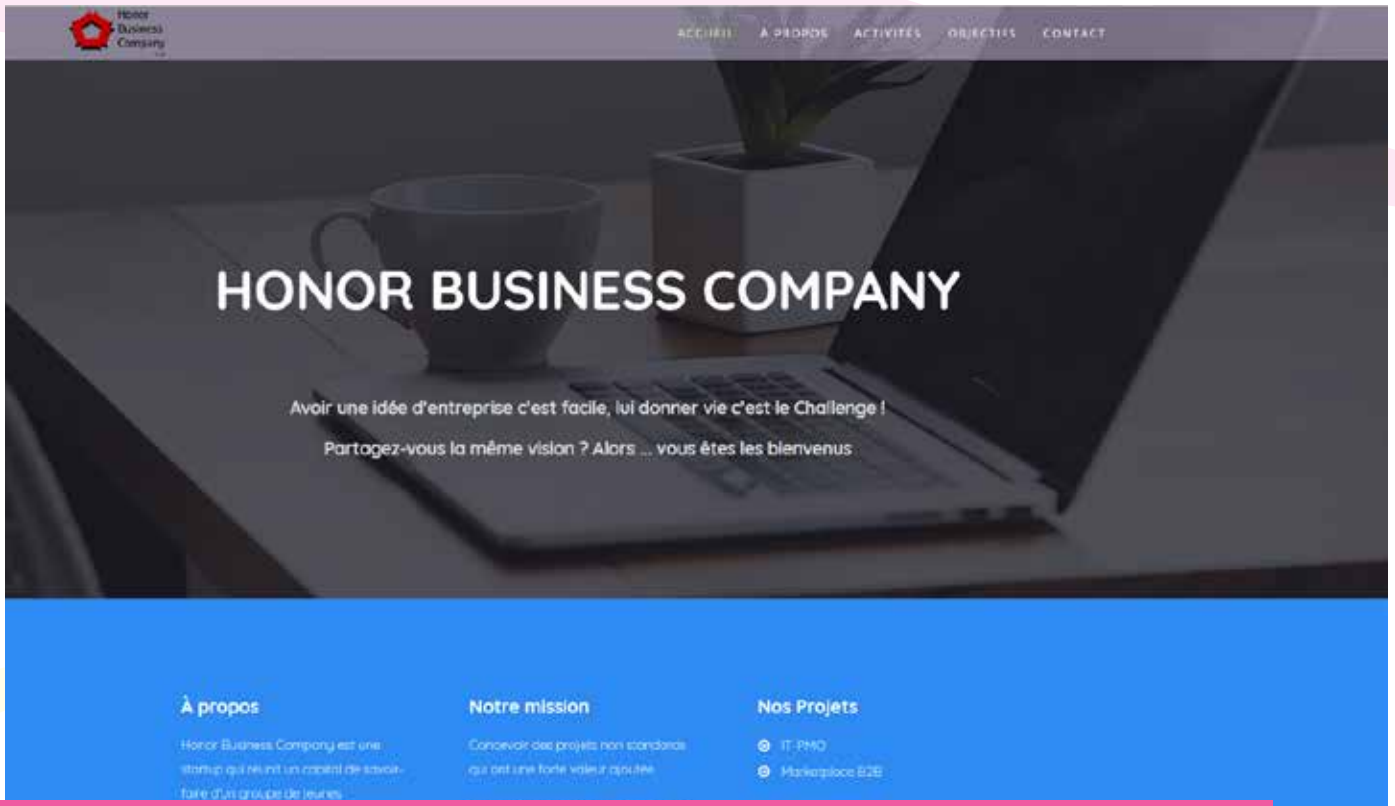 Honor
Business
Company
ACCUEIL À PROPOS ACTIVITÉS OBJECTIFS CONTACT
HONOR BUSINESS COMPANY
Avoir une idée d'entreprise c'est facile, lui donner vie c'est le Challenge !
Partagez-vous la même vision ? Alors ... vous êtes les bienvenus
À propos
Honor Business Company est une
startup qui réunit un capital de savoir-
faire d'un groupe de jeunes
Notre mission
Concevoir des projets non standards
qui ont une forte valeur ajoutée
Nos Projets
IT-PMO
Marketplace B2B